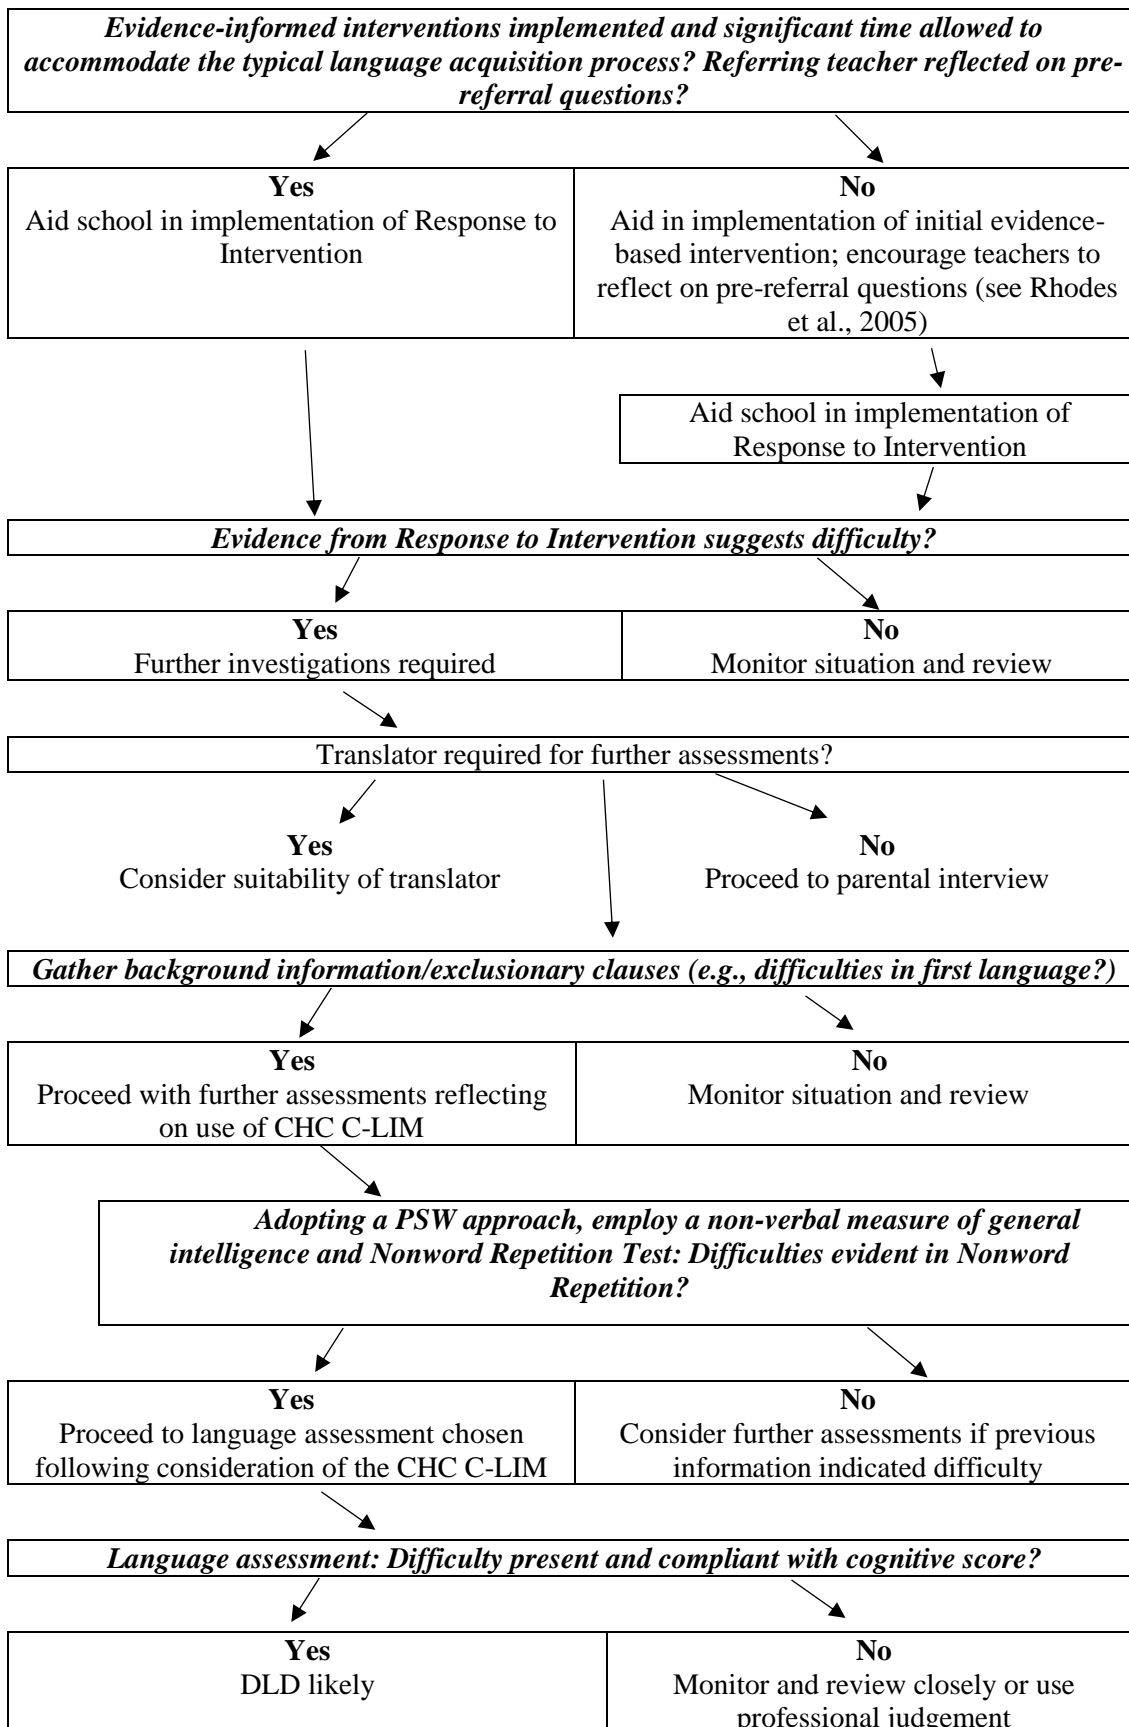 Evidence-informed interventions implemented and significant time allowed to
accommodate the typical language acquisition process? Referring teacher reflected on pre-
referral questions?
Yes
Aid school in implementation of Response to
Intervention
No
Aid in implementation of initial evidence-
based intervention; encourage teachers to
reflect on pre-referral questions (see Rhodes
et al., 2005)
Aid school in implementation of
Response to Intervention
Evidence from Response to Intervention suggests difficulty?
Yes
Further investigations required
No
Monitor situation and review
Translator required for further assessments?
Yes
Consider suitability of translator
No
Proceed to parental interview
Gather background information/exclusionary clauses (e.g., difficulties in first language?)
Yes
Proceed with further assessments reflecting
on use of CHC C-LIM
No
Monitor situation and review
Adopting a PSW approach, employ a non-verbal measure of general
intelligence and Nonword Repetition Test: Difficulties evident in Nonword
Repetition?
Yes
Proceed to language assessment chosen
following consideration of the CHC C-LIM
No
Consider further assessments if previous
information indicated difficulty
Language assessment: Difficulty present and compliant with cognitive score?
Yes
DLD likely
No
Monitor and review closely or use
professional judgement